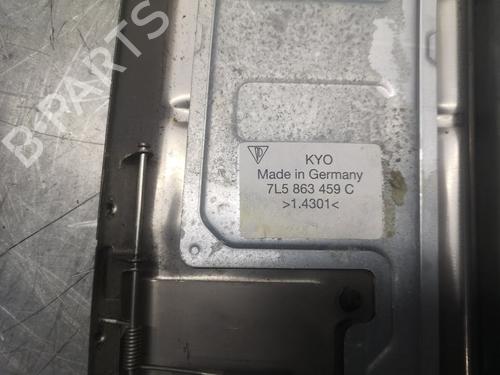 B-PARTS
KYO
Made in Germany
7L5 863 459 C
>1.4301<